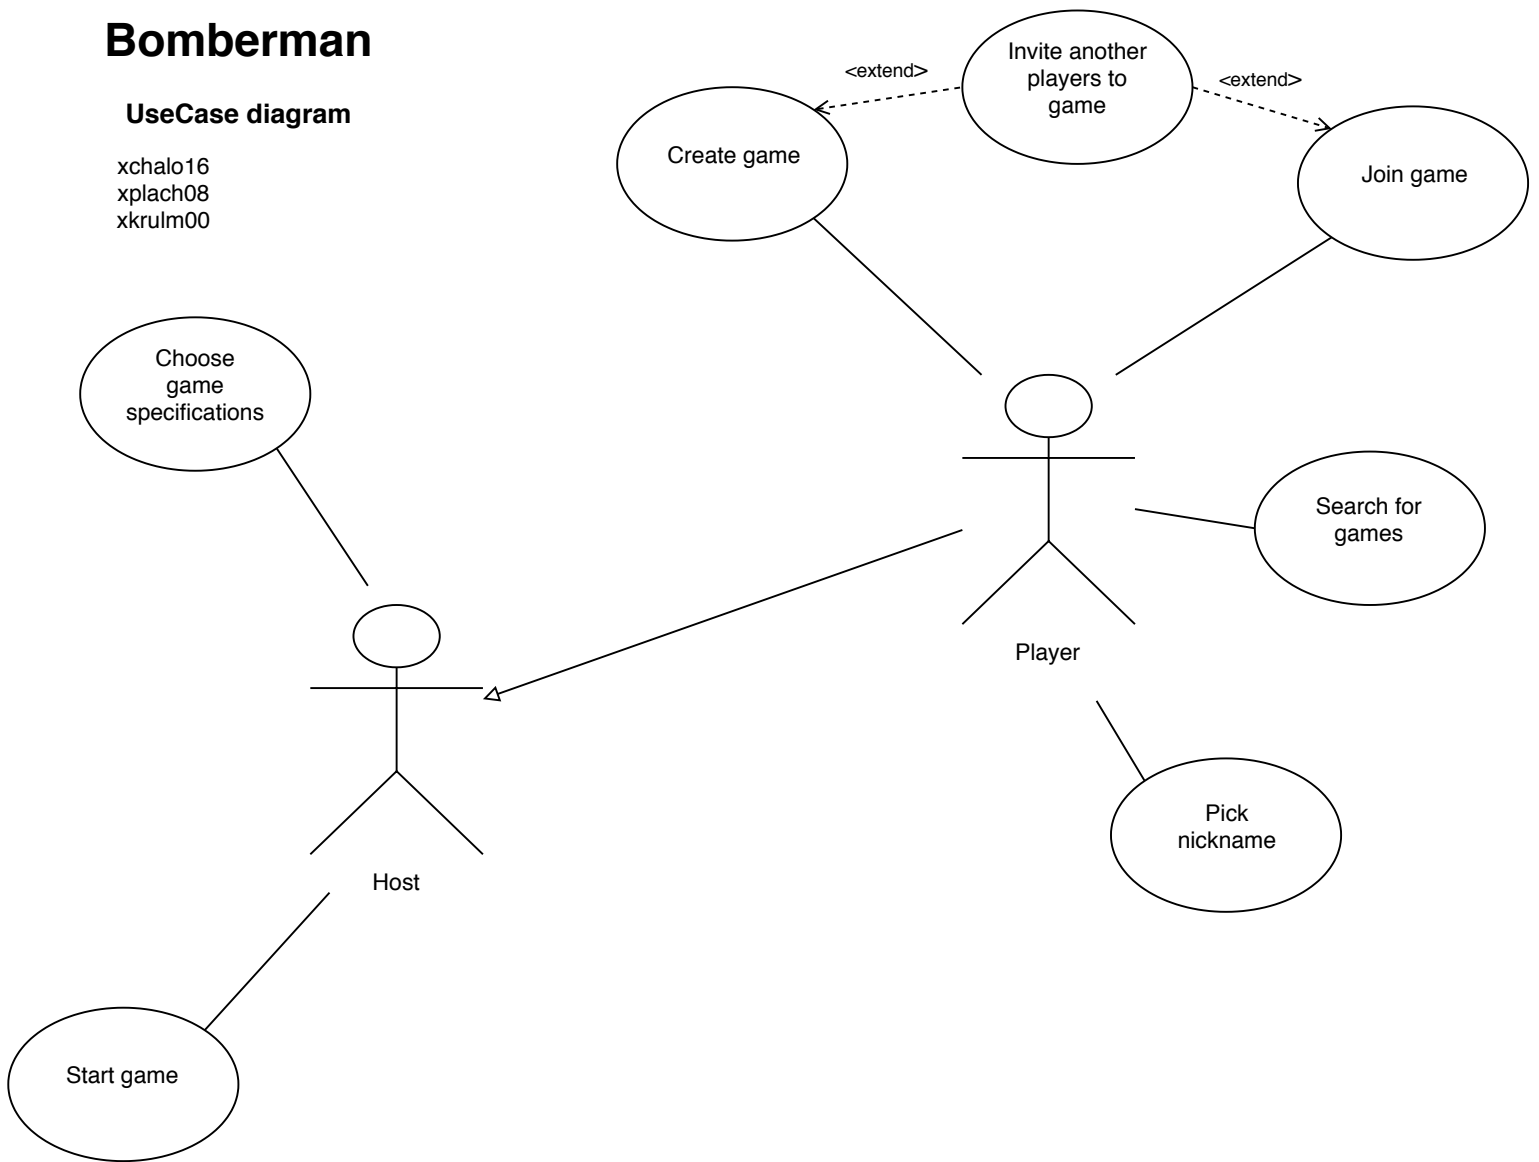 Bomberman
UseCase diagram
xchalo16
xplach08
xkrulm00
Invite another
players to
game
<extend>
<extend>
Create game
Join game
Choose
game
specifications
Search for
games
Player
Pick
nickname
Host
Start game